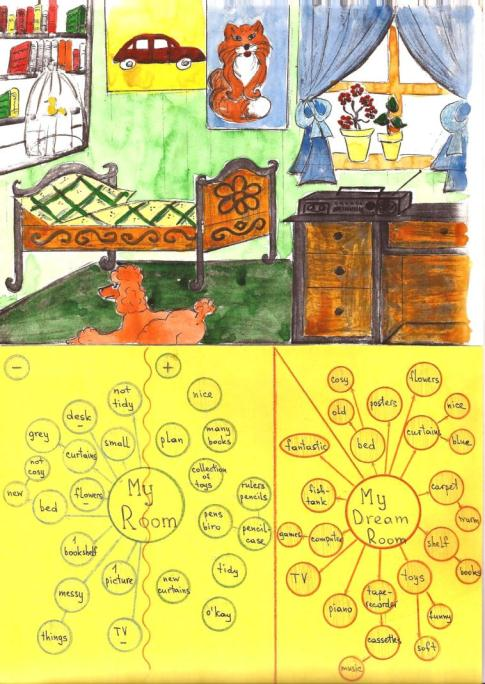 −
+
not
tidy
desk
−
grey
curtains
small
not
cosy
new
bed
flowers
−
My
Room
1
bookshelf
1
picture
messy
things
TV
−
nice
plan
many
books
collection
of
toys
rulers
pencils
pens
biro
pencil-
case
tidy
new
curtains
o'kay
cosy
old
posters
flowers
nice
bed
curtains
blue
fantastic
fish-
tank
My
Dream
Room
carpet
warm
games
computer
shelf
books
TV
tape-
recorder
toys
piano
funny
cassettes
soft
music